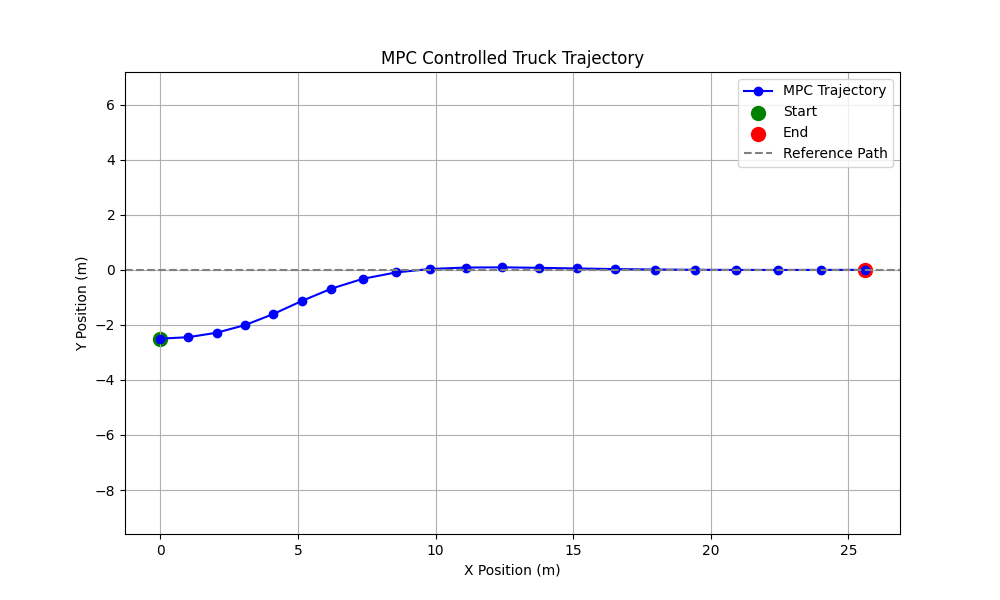 MPC Controlled Truck Trajectory
MPC Trajectory
Start
End
Reference Path
Y Position (m)
6
4
2
0
−2
−4
−6
−8
0 5 10 15 20 25
X Position (m)